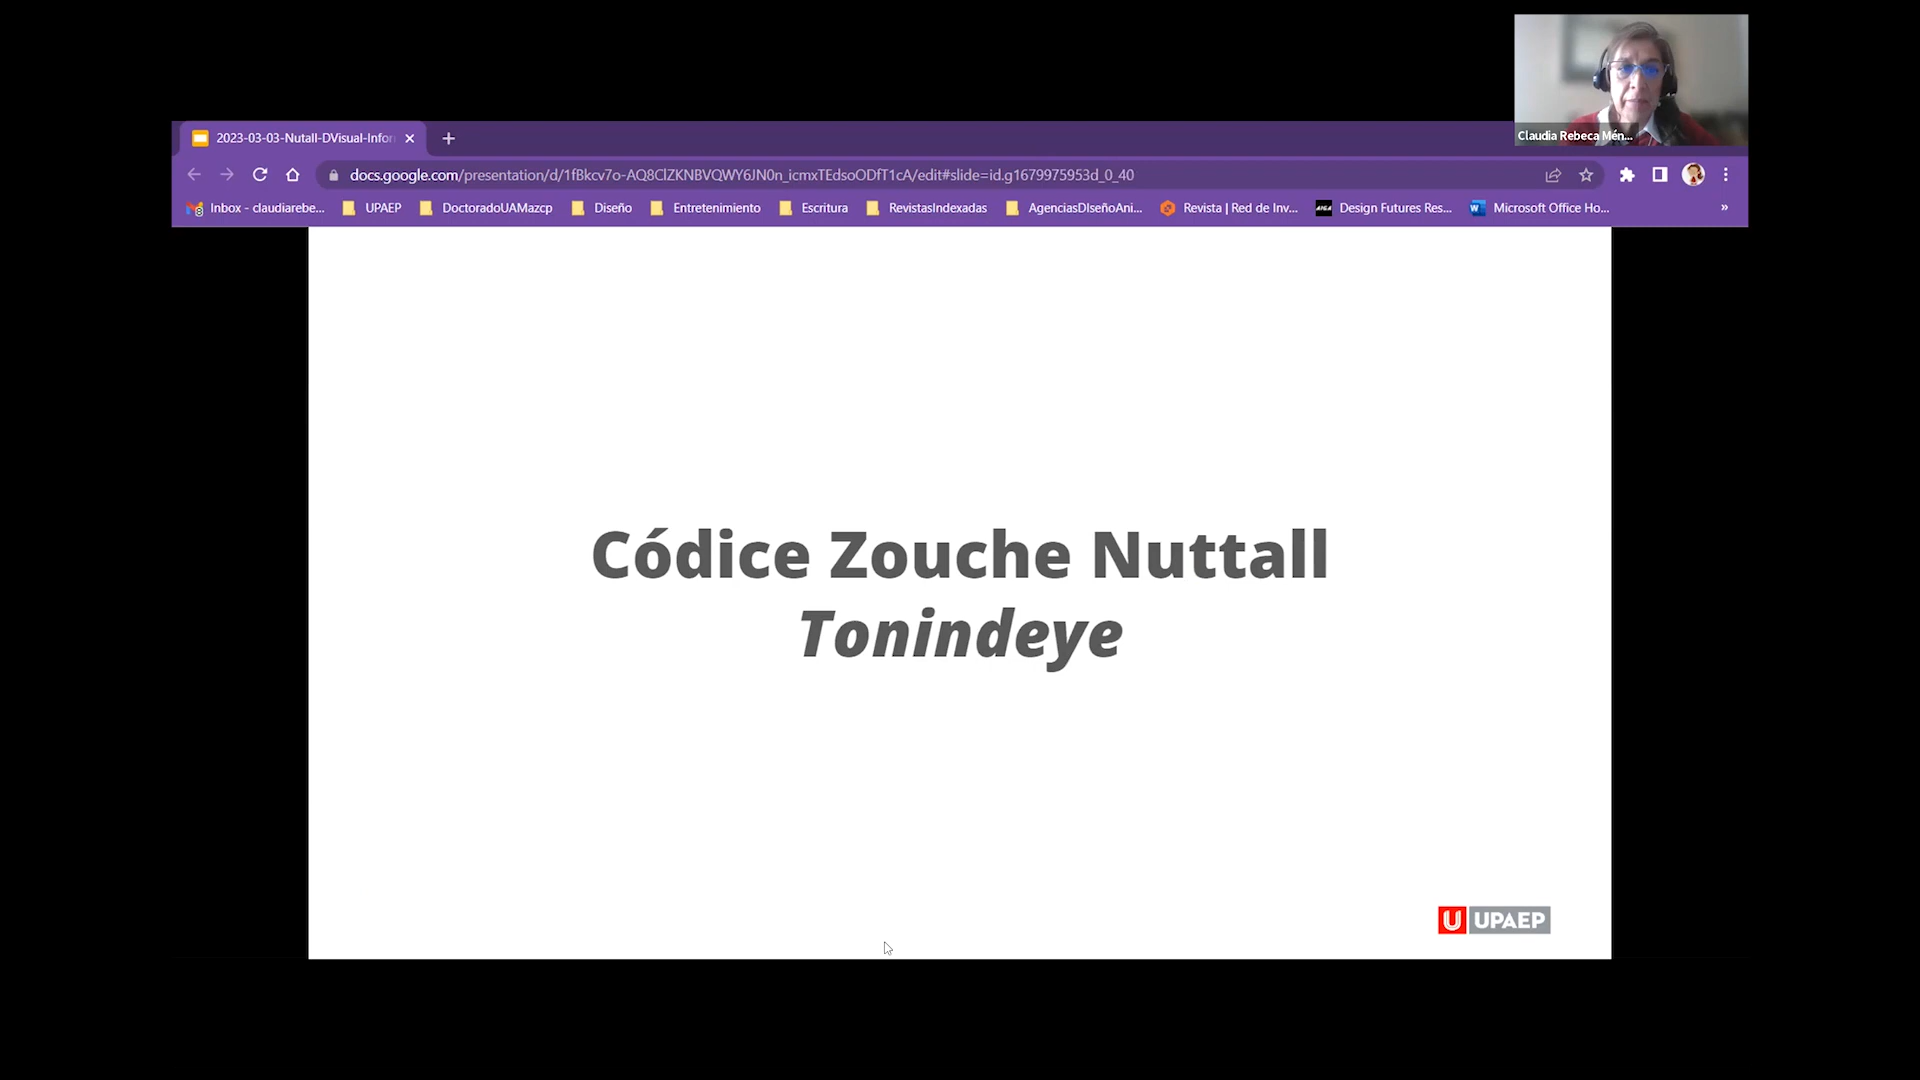 Claudia Rebeca Mén...
2023-03-03-Nutall-DVisual-Infor
docs.google.com/presentation/d/1fBkcv7o-AQ8ClZKNBVQWY6JN0n_icmxTEdsoODfT1cA/edit#slide=id.g1679975953d_0_40
Inbox - claudiarebe... UPAEP DoctoradoUAMazcp Diseño Entretenimiento Escritura RevistasIndexadas AgenciasDIseñoAni... Revista | Red de Inv... AIGA Design Futures Res... W Microsoft Office Ho... »
Códice Zouche Nuttall
Tonindeye
U UPAEP